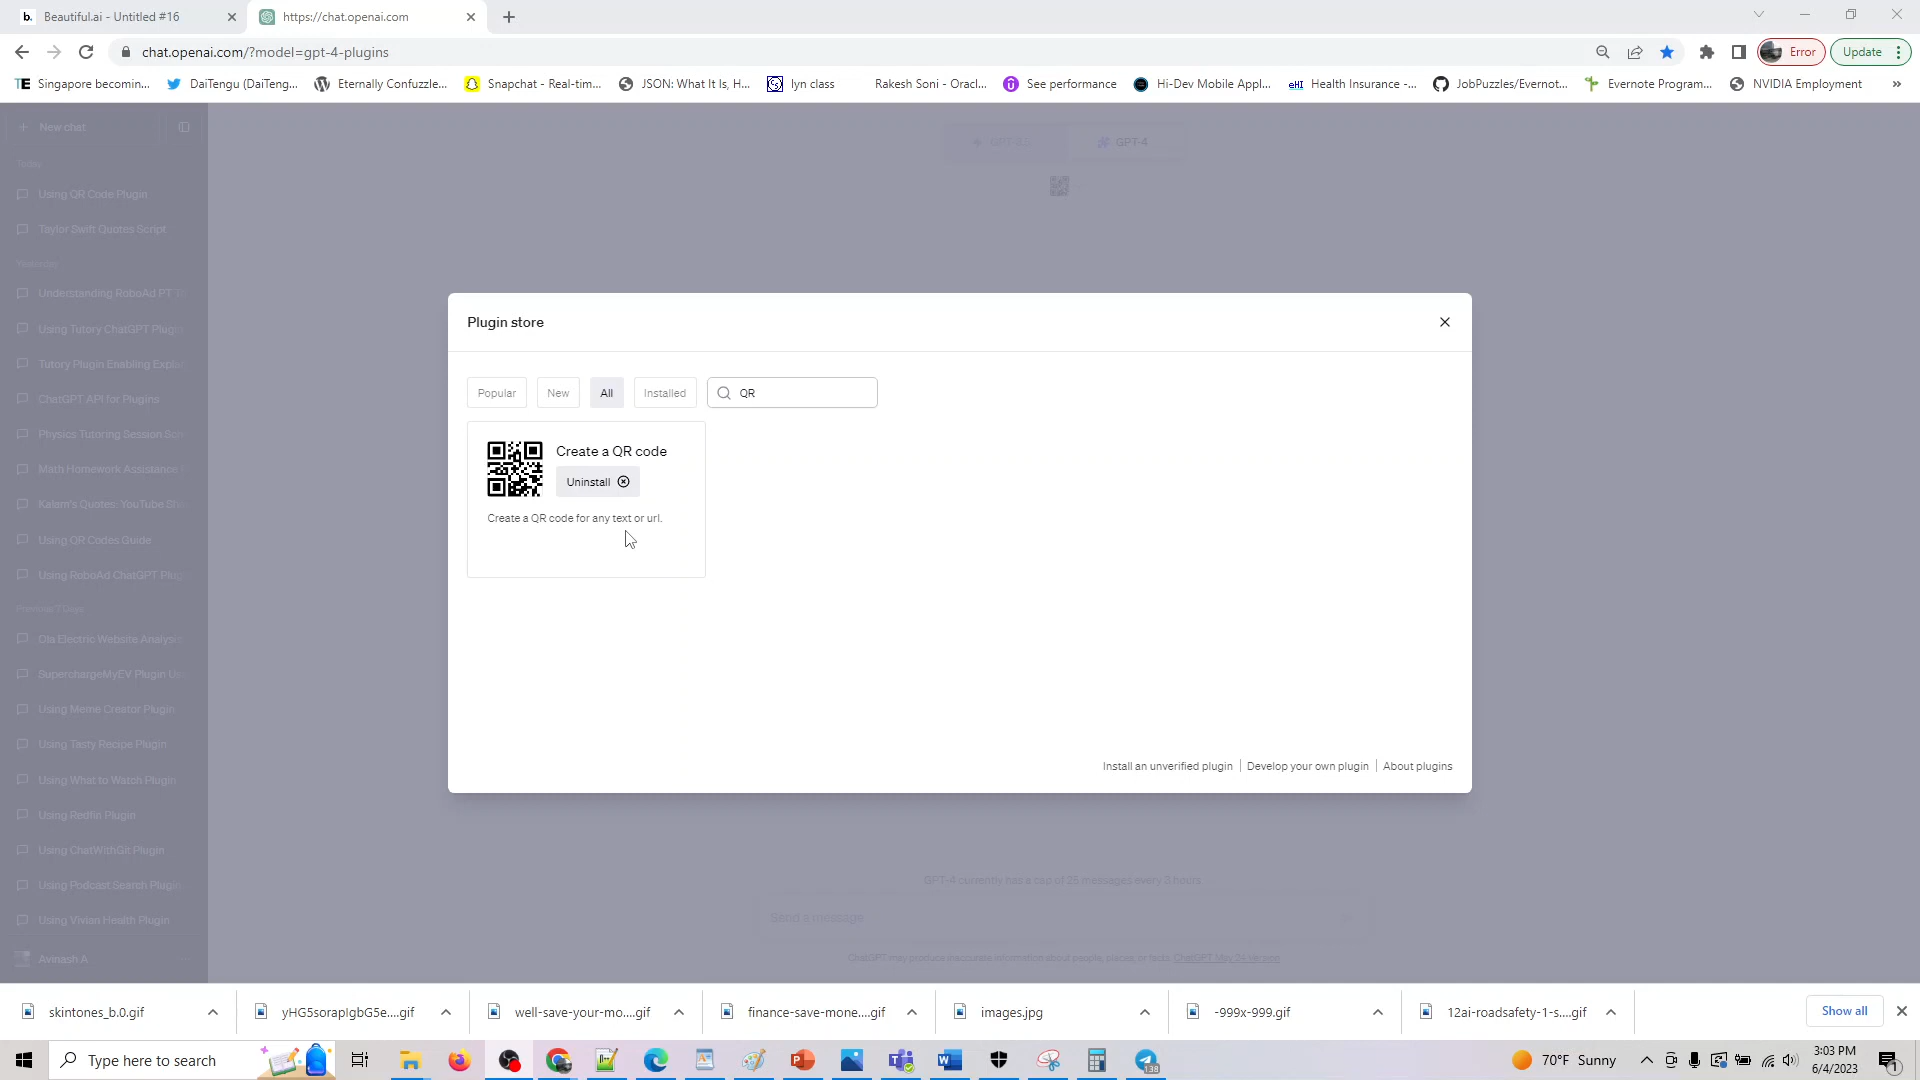 b. Beautiful.ai - Untitled #16
https://chat.openai.com
chat.openai.com/?model=gpt-4-plugins
Error
Update
TE Singapore becomin...
DaiTengu (DaiTeng...
Eternally Confuzzle...
Snapchat - Real-tim...
JSON: What It Is, H...
lyn class
Rakesh Soni - Oracl...
See performance
Hi-Dev Mobile Appl...
eHI Health Insurance -...
JobPuzzles/Evernot...
Evernote Program...
NVIDIA Employment
New chat
GPT-3.5
GPT-4
Today
Using QR Code Plugin
Taylor Swift Quotes Script
Yesterday
Understanding RoboAd PT
Using Tutory ChatGPT Plugin
Tutory Plugin Enabling Explai
ChatGPT API for Plugins
Physics Tutoring Session Scri
Math Homework Assistance
Kalam's Quotes: YouTube
Using QR Codes Guide
Using RoboAd ChatGPT Plug
Previous 7 Days
Ola Electric Website Analysis
SuperchargeMyEV Plugin
Using Meme Creator Plugin
Using Tasty Recipe Plugin
Using What to Watch Plugin
Using Redfin Plugin
Using ChatWithGit Plugin
Using Podcast Search Plugin
Using Vivian Health Plugin
Avinash A
Plugin store
Popular
New
All
Installed
QR
Create a QR code
Uninstall
Create a QR code for any text or url.
Install an unverified plugin
Develop your own plugin
About plugins
GPT-4 currently has a cap of 25 messages every 3 hours
Send a message
ChatGPT may produce inaccurate information about people, places, or facts. ChatGPT May 24 Version
skintones_b.0.gif
yHG5sorapIgbG5e....gif
well-save-your-mo....gif
finance-save-mone....gif
images.jpg
-999x-999.gif
12ai-roadsafety-1-s....gif
Show all
Type here to search
138
70°F Sunny
3:03 PM
6/4/2023
1